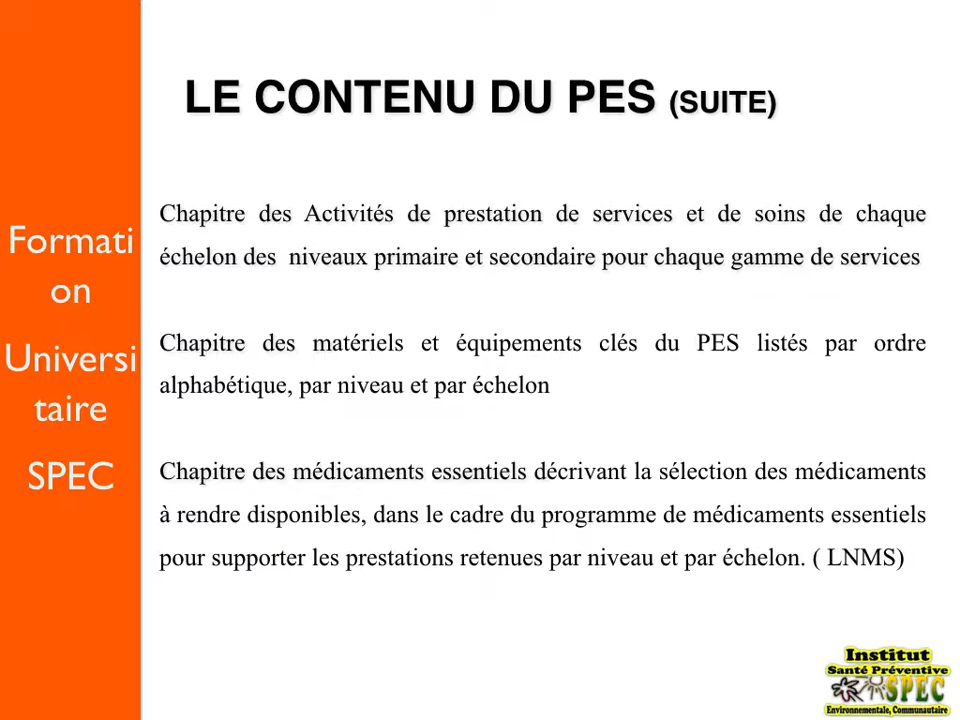 LE CONTENU DU PES (SUITE)
Formati
on
Universi
taire
SPEC
Chapitre des Activités de prestation de services et de soins de chaque
échelon des niveaux primaire et secondaire pour chaque gamme de services
Chapitre des matériels et équipements clés du PES listés par ordre
alphabétique, par niveau et par échelon
Chapitre des médicaments essentiels décrivant la sélection des médicaments
à rendre disponibles, dans le cadre du programme de médicaments essentiels
pour supporter les prestations retenues par niveau et par échelon. ( LNMS)
Institut
Santé Préventive
SPEC
Environnementale, Communautaire